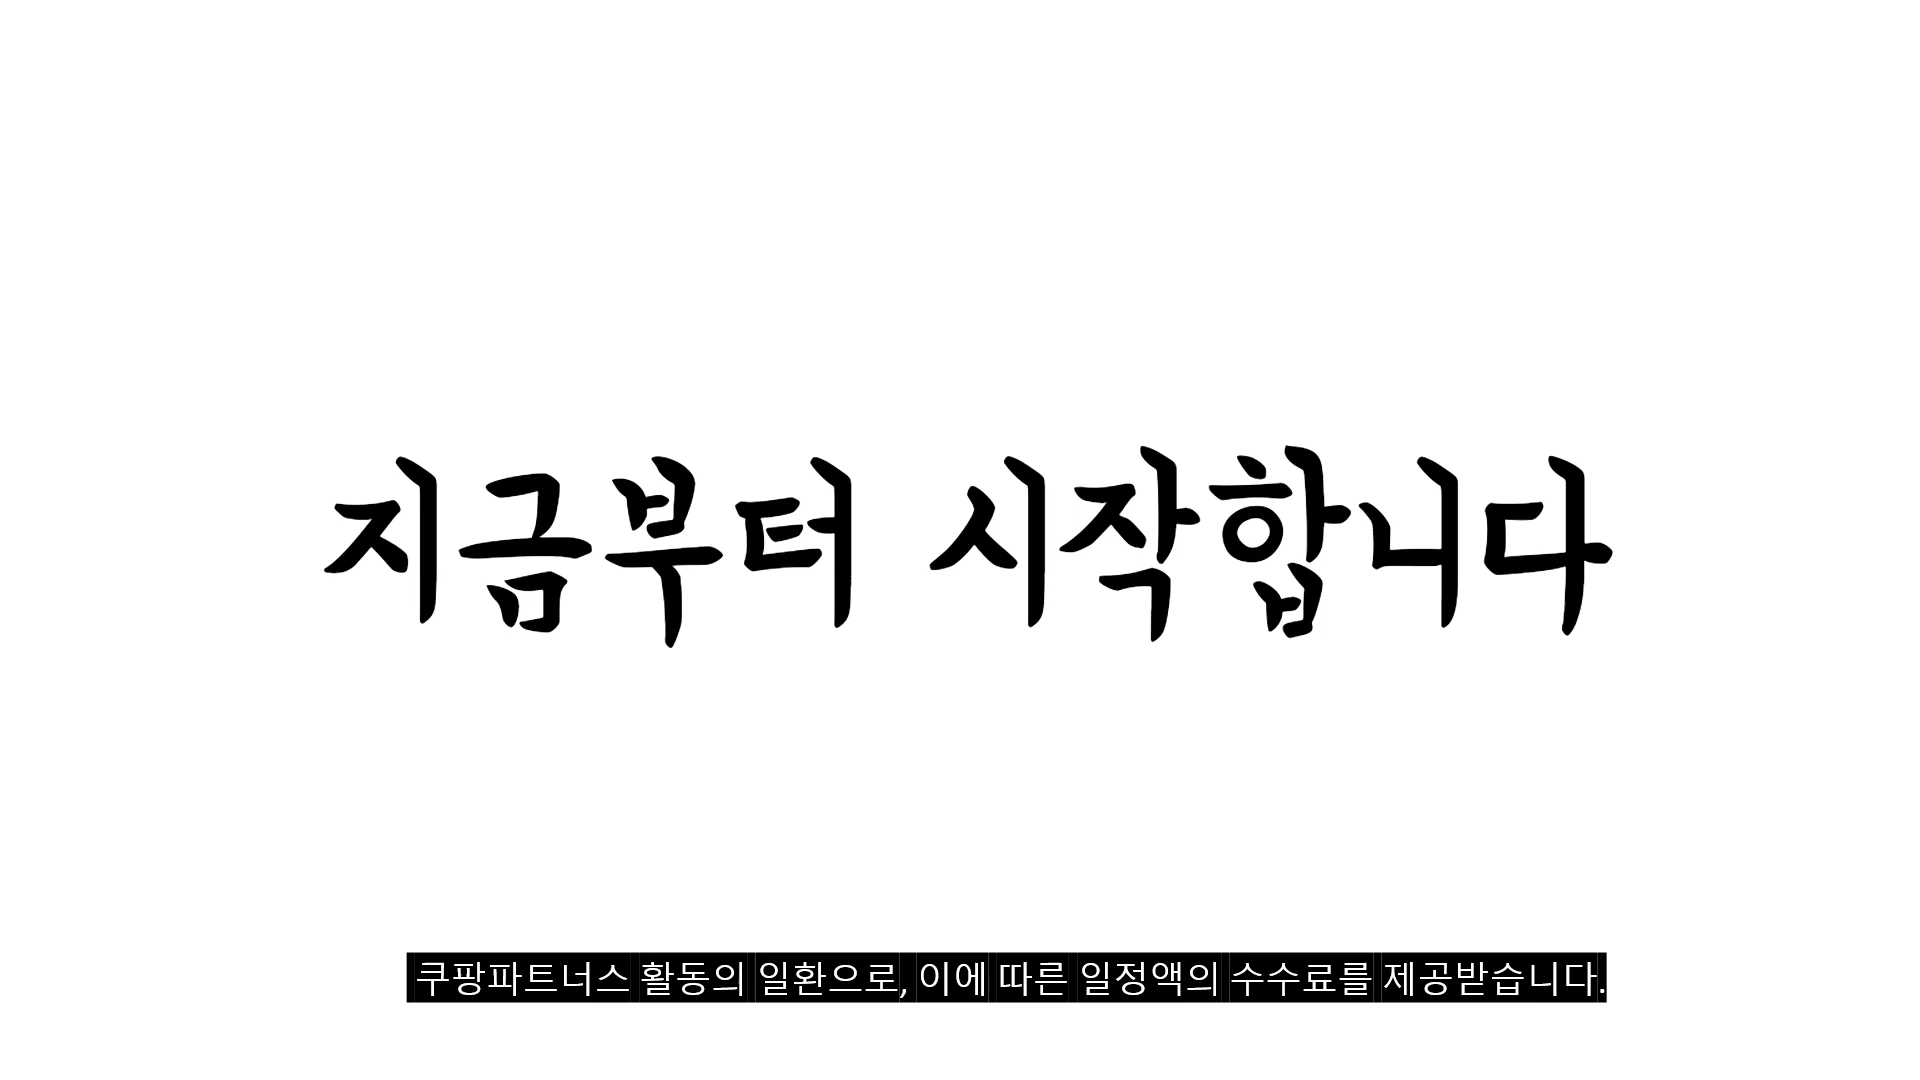 지금부터 시작합니다
쿠팡파트너스 활동의 일환으로, 이에 따른 일정액의 수수료를 제공받습니다.